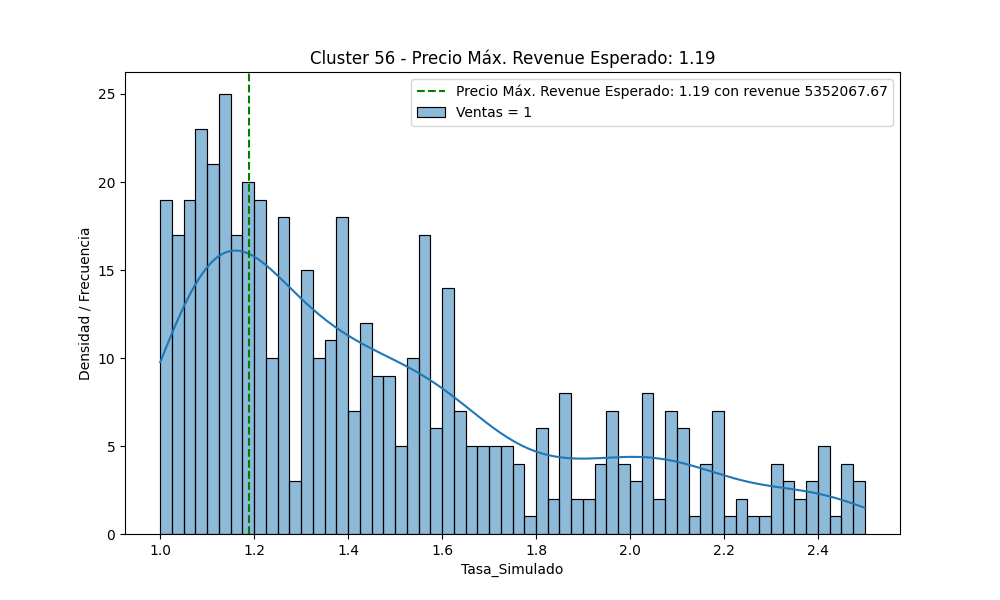 Cluster 56 - Precio Máx. Revenue Esperado: 1.19
Precio Máx. Revenue Esperado: 1.19 con revenue 5352067.67
Ventas = 1
Densidad / Frecuencia
25
20
15
10
5
0
1.0 1.2 1.4 1.6 1.8 2.0 2.2 2.4
Tasa_Simulado